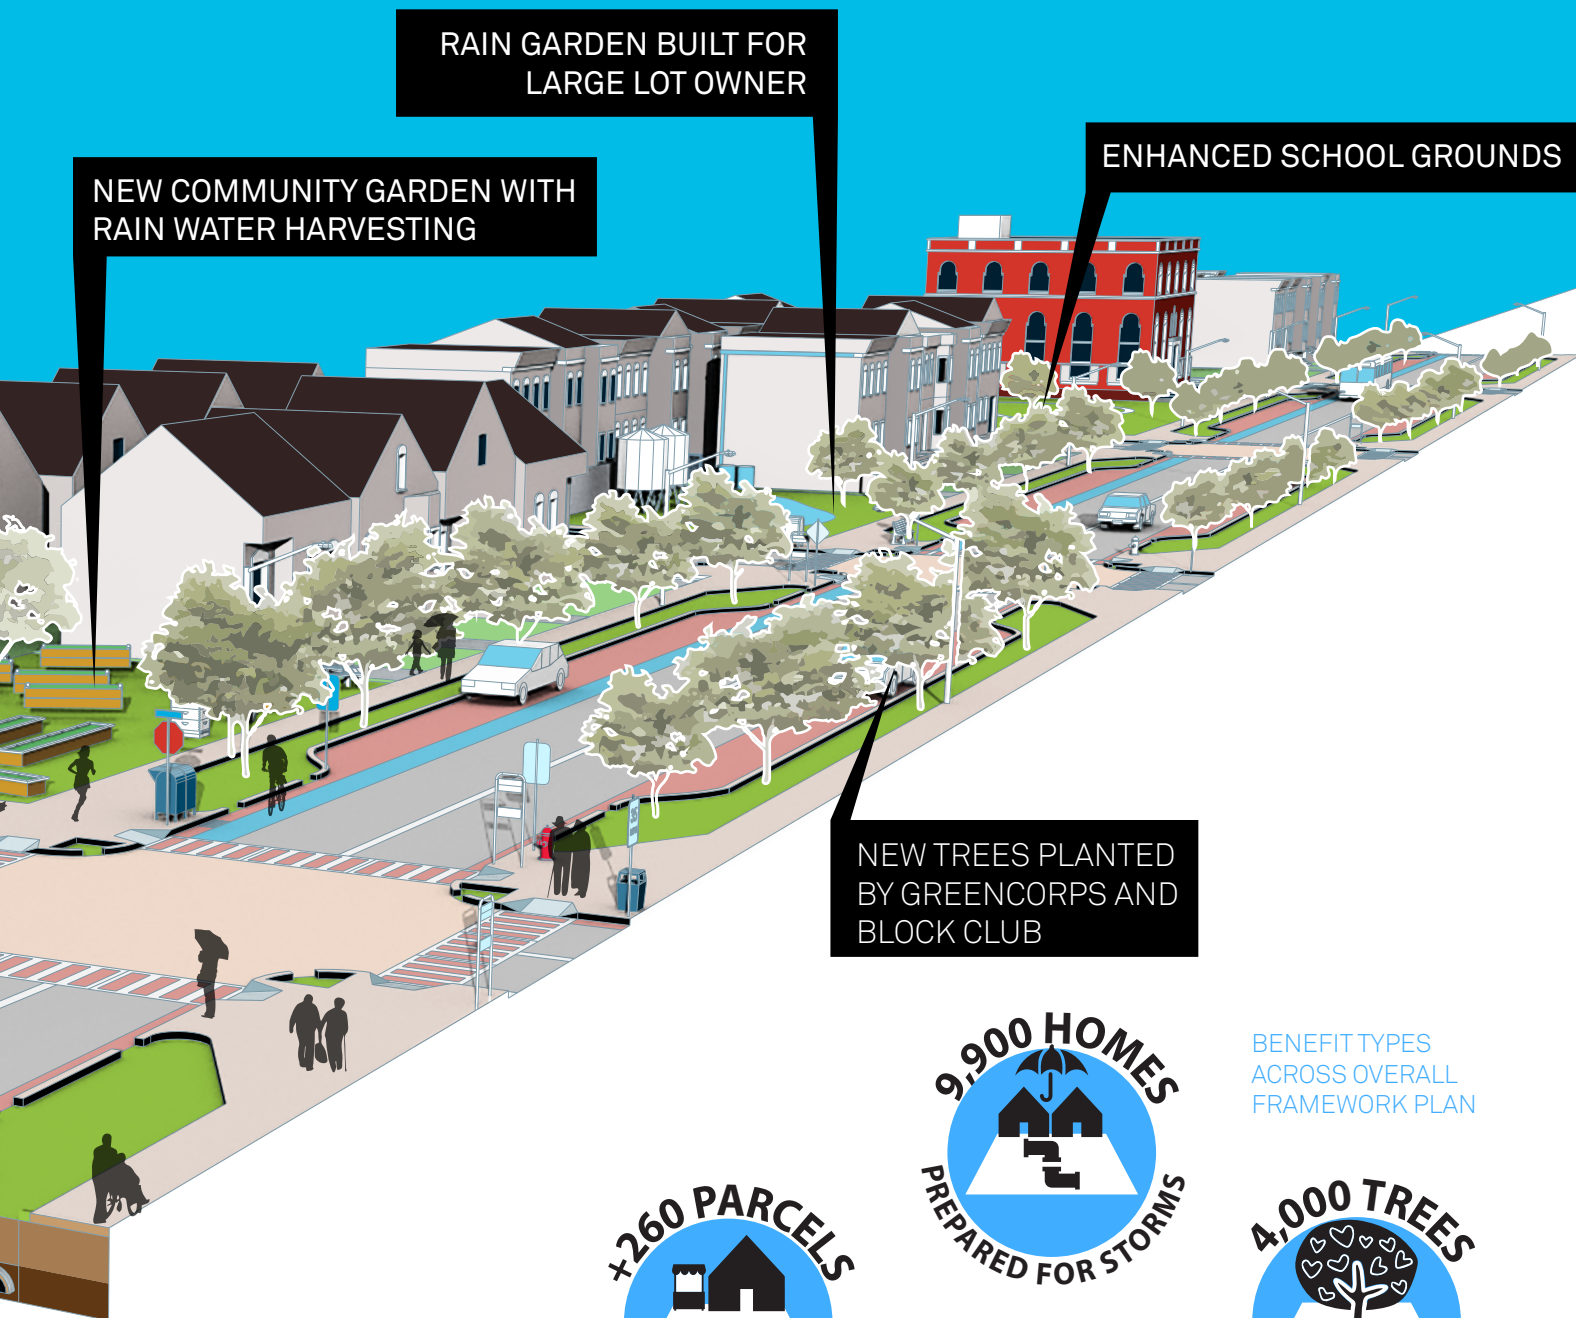 RAIN GARDEN BUILT FOR
LARGE LOT OWNER
ENHANCED SCHOOL GROUNDS
NEW COMMUNITY GARDEN WITH
RAIN WATER HARVESTING
NEW TREES PLANTED
BY GREENCORPS AND
BLOCK CLUB
BENEFIT TYPES
ACROSS OVERALL
FRAMEWORK PLAN
9,900 HOMES
PREPARED FOR STORMS
+260 PARCELS
4,000 TREES